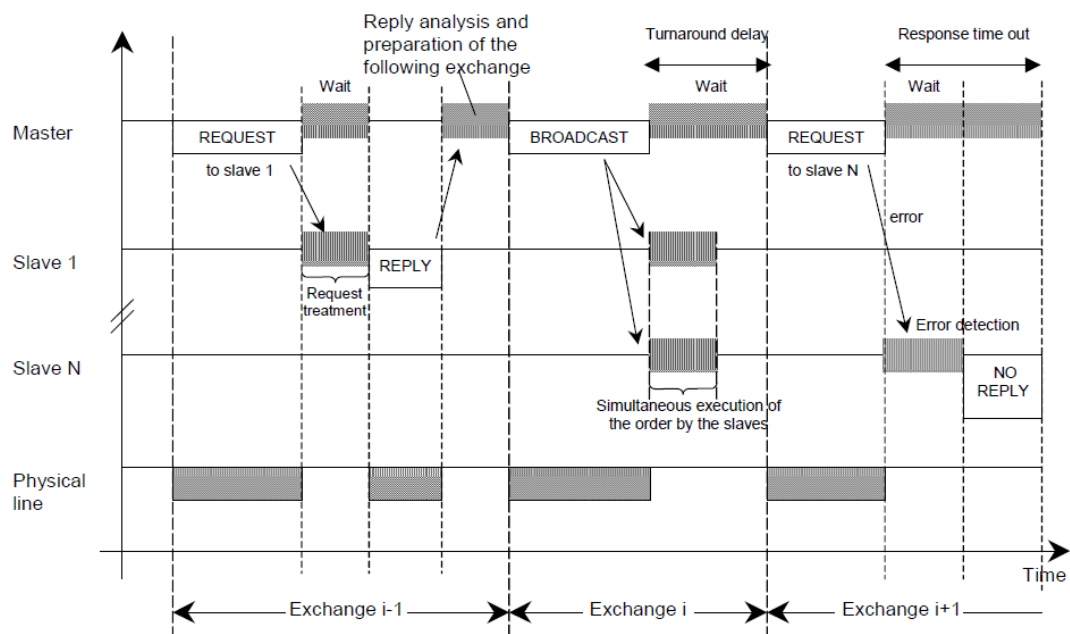 Reply analysis and
preparation of the
following exchange
Turnaround delay
Response time out
Wait
Wait
Wait
Master
REQUEST
BROADCAST
REQUEST
to slave 1
to slave N
error
Slave 1
REPLY
Request
treatment
Error detection
Slave N
NO
REPLY
Simultaneous execution of
the order by the slaves
Physical
line
Time
Exchange i-1
Exchange i
Exchange i+1